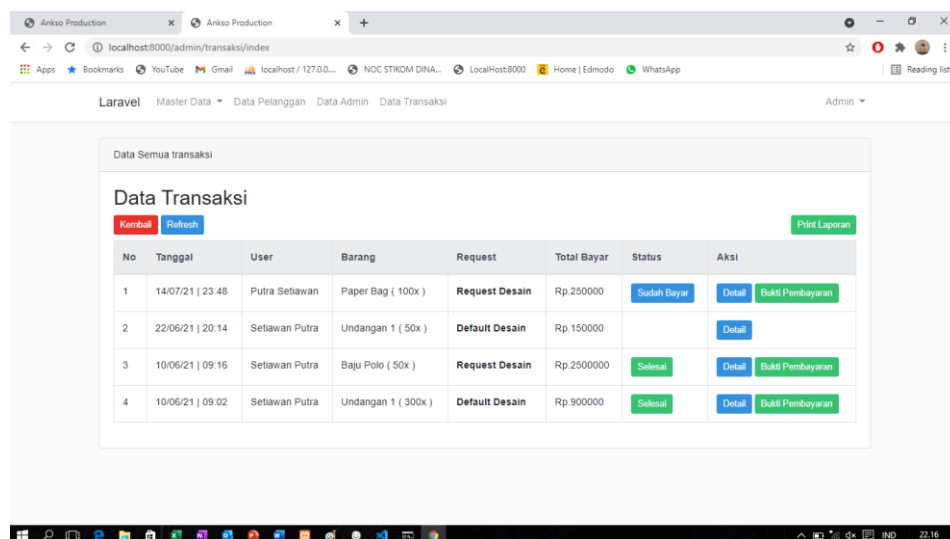 Ankso Production
Ankso Production
localhost:8000/admin/transaksi/index
Apps Bookmarks YouTube Gmail localhost / 127.0.0.... NOC STIKOM DINA... LocalHost:8000 Home | Edmodo WhatsApp Reading list
Laravel Master Data Data Pelanggan Data Admin Data Transaksi Admin
Data Semua transaksi
Data Transaksi
Kembali Refresh Print Laporan
No Tanggal User Barang Request Total Bayar Status Aksi
1 14/07/21 | 23:48 Putra Setiawan Paper Bag ( 100x ) Request Desain Rp.250000 Sudah Bayar Detail Bukti Pembayaran
2 22/06/21 | 20:14 Setiawan Putra Undangan 1 ( 50x ) Default Desain Rp.150000 Detail
3 10/06/21 | 09:16 Setiawan Putra Baju Polo ( 50x ) Request Desain Rp.2500000 Selesai Detail Bukti Pembayaran
4 10/06/21 | 09:02 Setiawan Putra Undangan 1 ( 300x ) Default Desain Rp.900000 Selesai Detail Bukti Pembayaran
IND 22.16